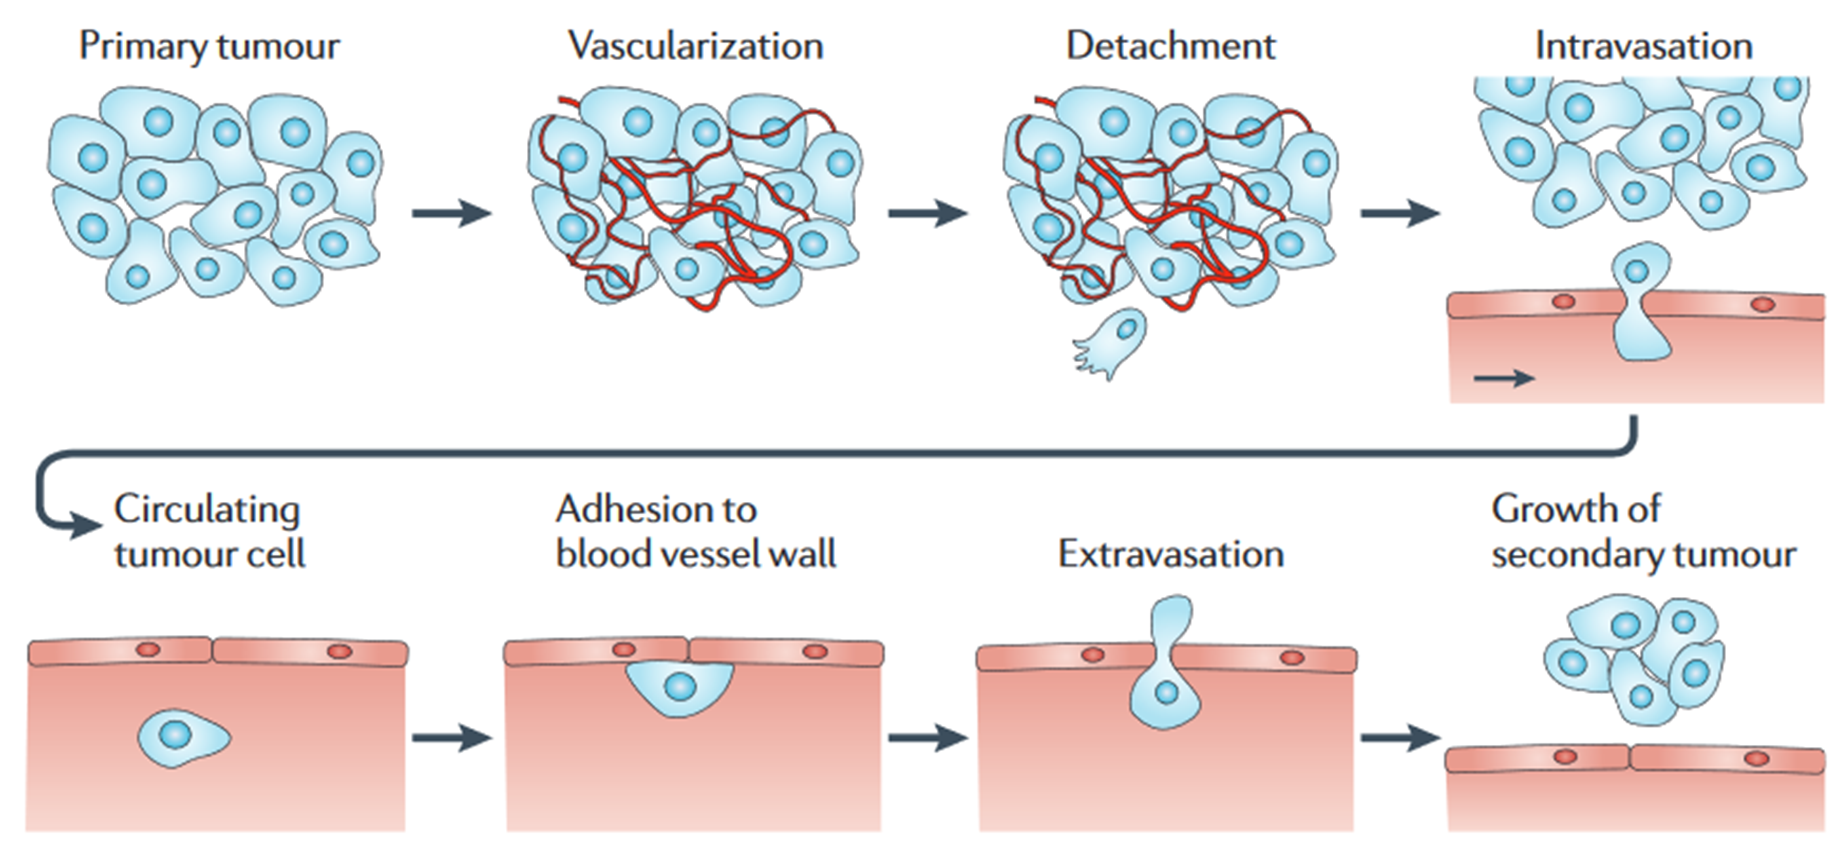 Primary tumour
Vascularization
Detachment
Intravasation
Circulating
tumour cell
Adhesion to
blood vessel wall
Extravasation
Growth of
secondary tumour